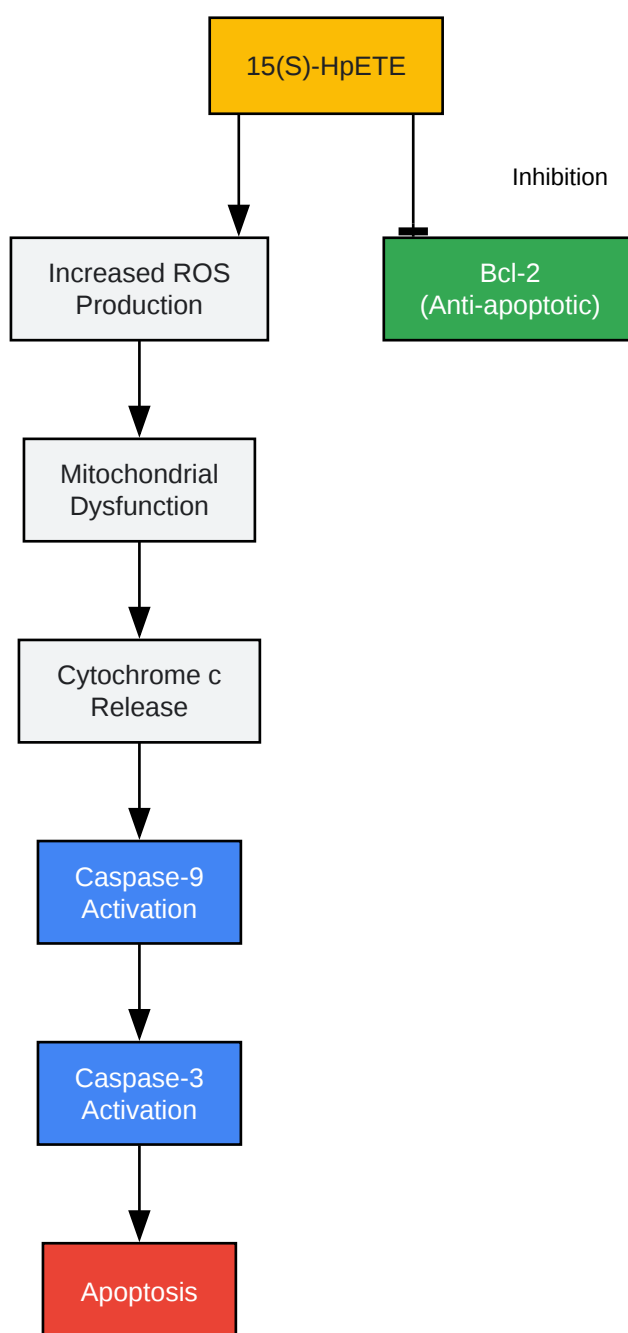 15(S)-HpETE
Inhibition
Increased ROS
Production
Bcl-2
(Anti-apoptotic)
Mitochondrial
Dysfunction
Cytochrome c
Release
Caspase-9
Activation
Caspase-3
Activation
Apoptosis